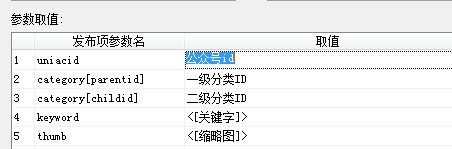 参数取值:
发布项参数名 取值
1 uniacid 公众号id
2 category[parentid] 一级分类ID
3 category[childid] 二级分类ID
4 keyword <[关键字]>
5 thumb <[缩略图]>